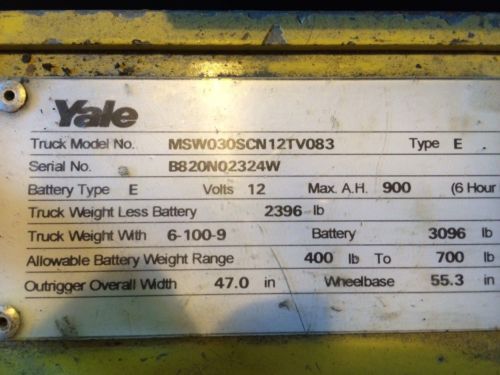 Yale
Truck Model No. MSW030SCN12TV083 Type E
Serial No. B820N02324W
Battery Type E Volts 12 Max. A.H. 900 (6 Hour
Truck Weight Less Battery 2396 lb
Truck Weight With 6-100-9 Battery 3096 lb
Allowable Battery Weight Range 400 lb To 700 lb
Outrigger Overall Width 47.0 in Wheelbase 55.3 in